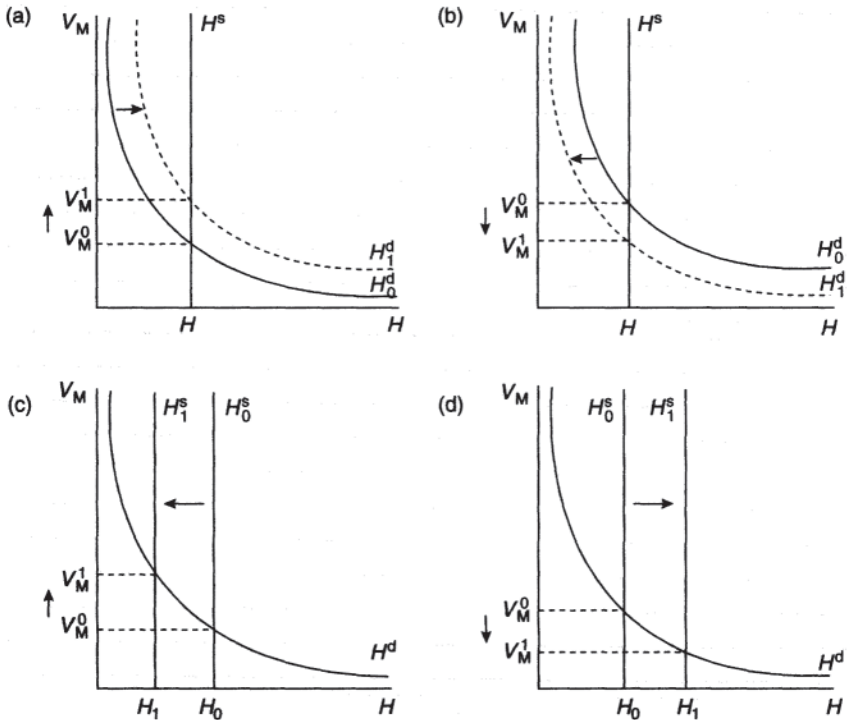 (a)
V_M
H^s
V_M^1
V_M^0
H_1^d
H_0^d
H
H
(b)
V_M
H^s
V_M^0
V_M^1
H_0^d
H_1^d
H
H
(c)
V_M
H_1^s
H_0^s
V_M^1
V_M^0
H^d
H_1
H_0
H
(d)
V_M
H_0^s
H_1^s
V_M^0
V_M^1
H^d
H_0
H_1
H